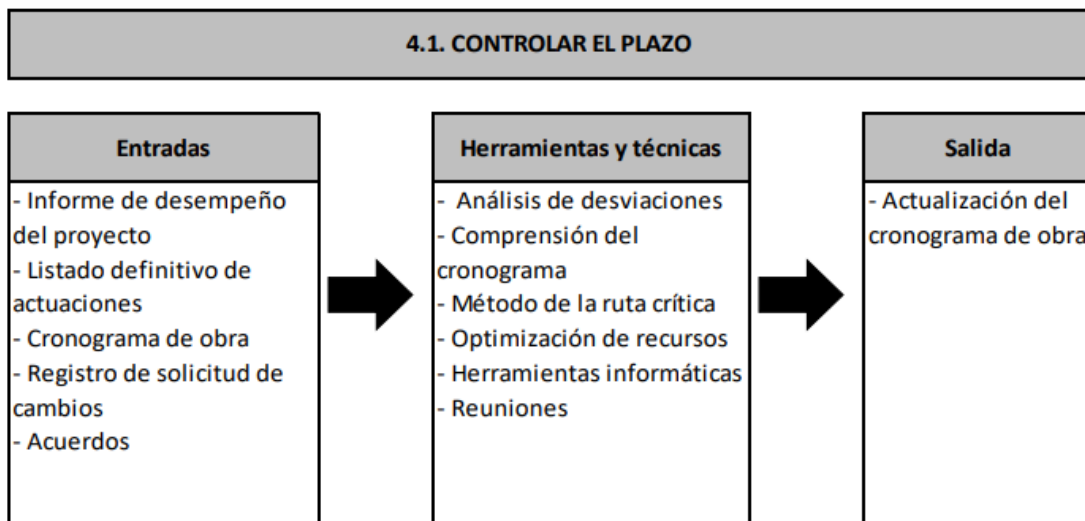 4.1. CONTROLAR EL PLAZO
Entradas
- Informe de desempeño
del proyecto
- Listado definitivo de
actuaciones
- Cronograma de obra
- Registro de solicitud de
cambios
- Acuerdos
Herramientas y técnicas
- Análisis de desviaciones
- Comprensión del
cronograma
- Método de la ruta crítica
- Optimización de recursos
- Herramientas informáticas
- Reuniones
Salida
- Actualización del
cronograma de obra